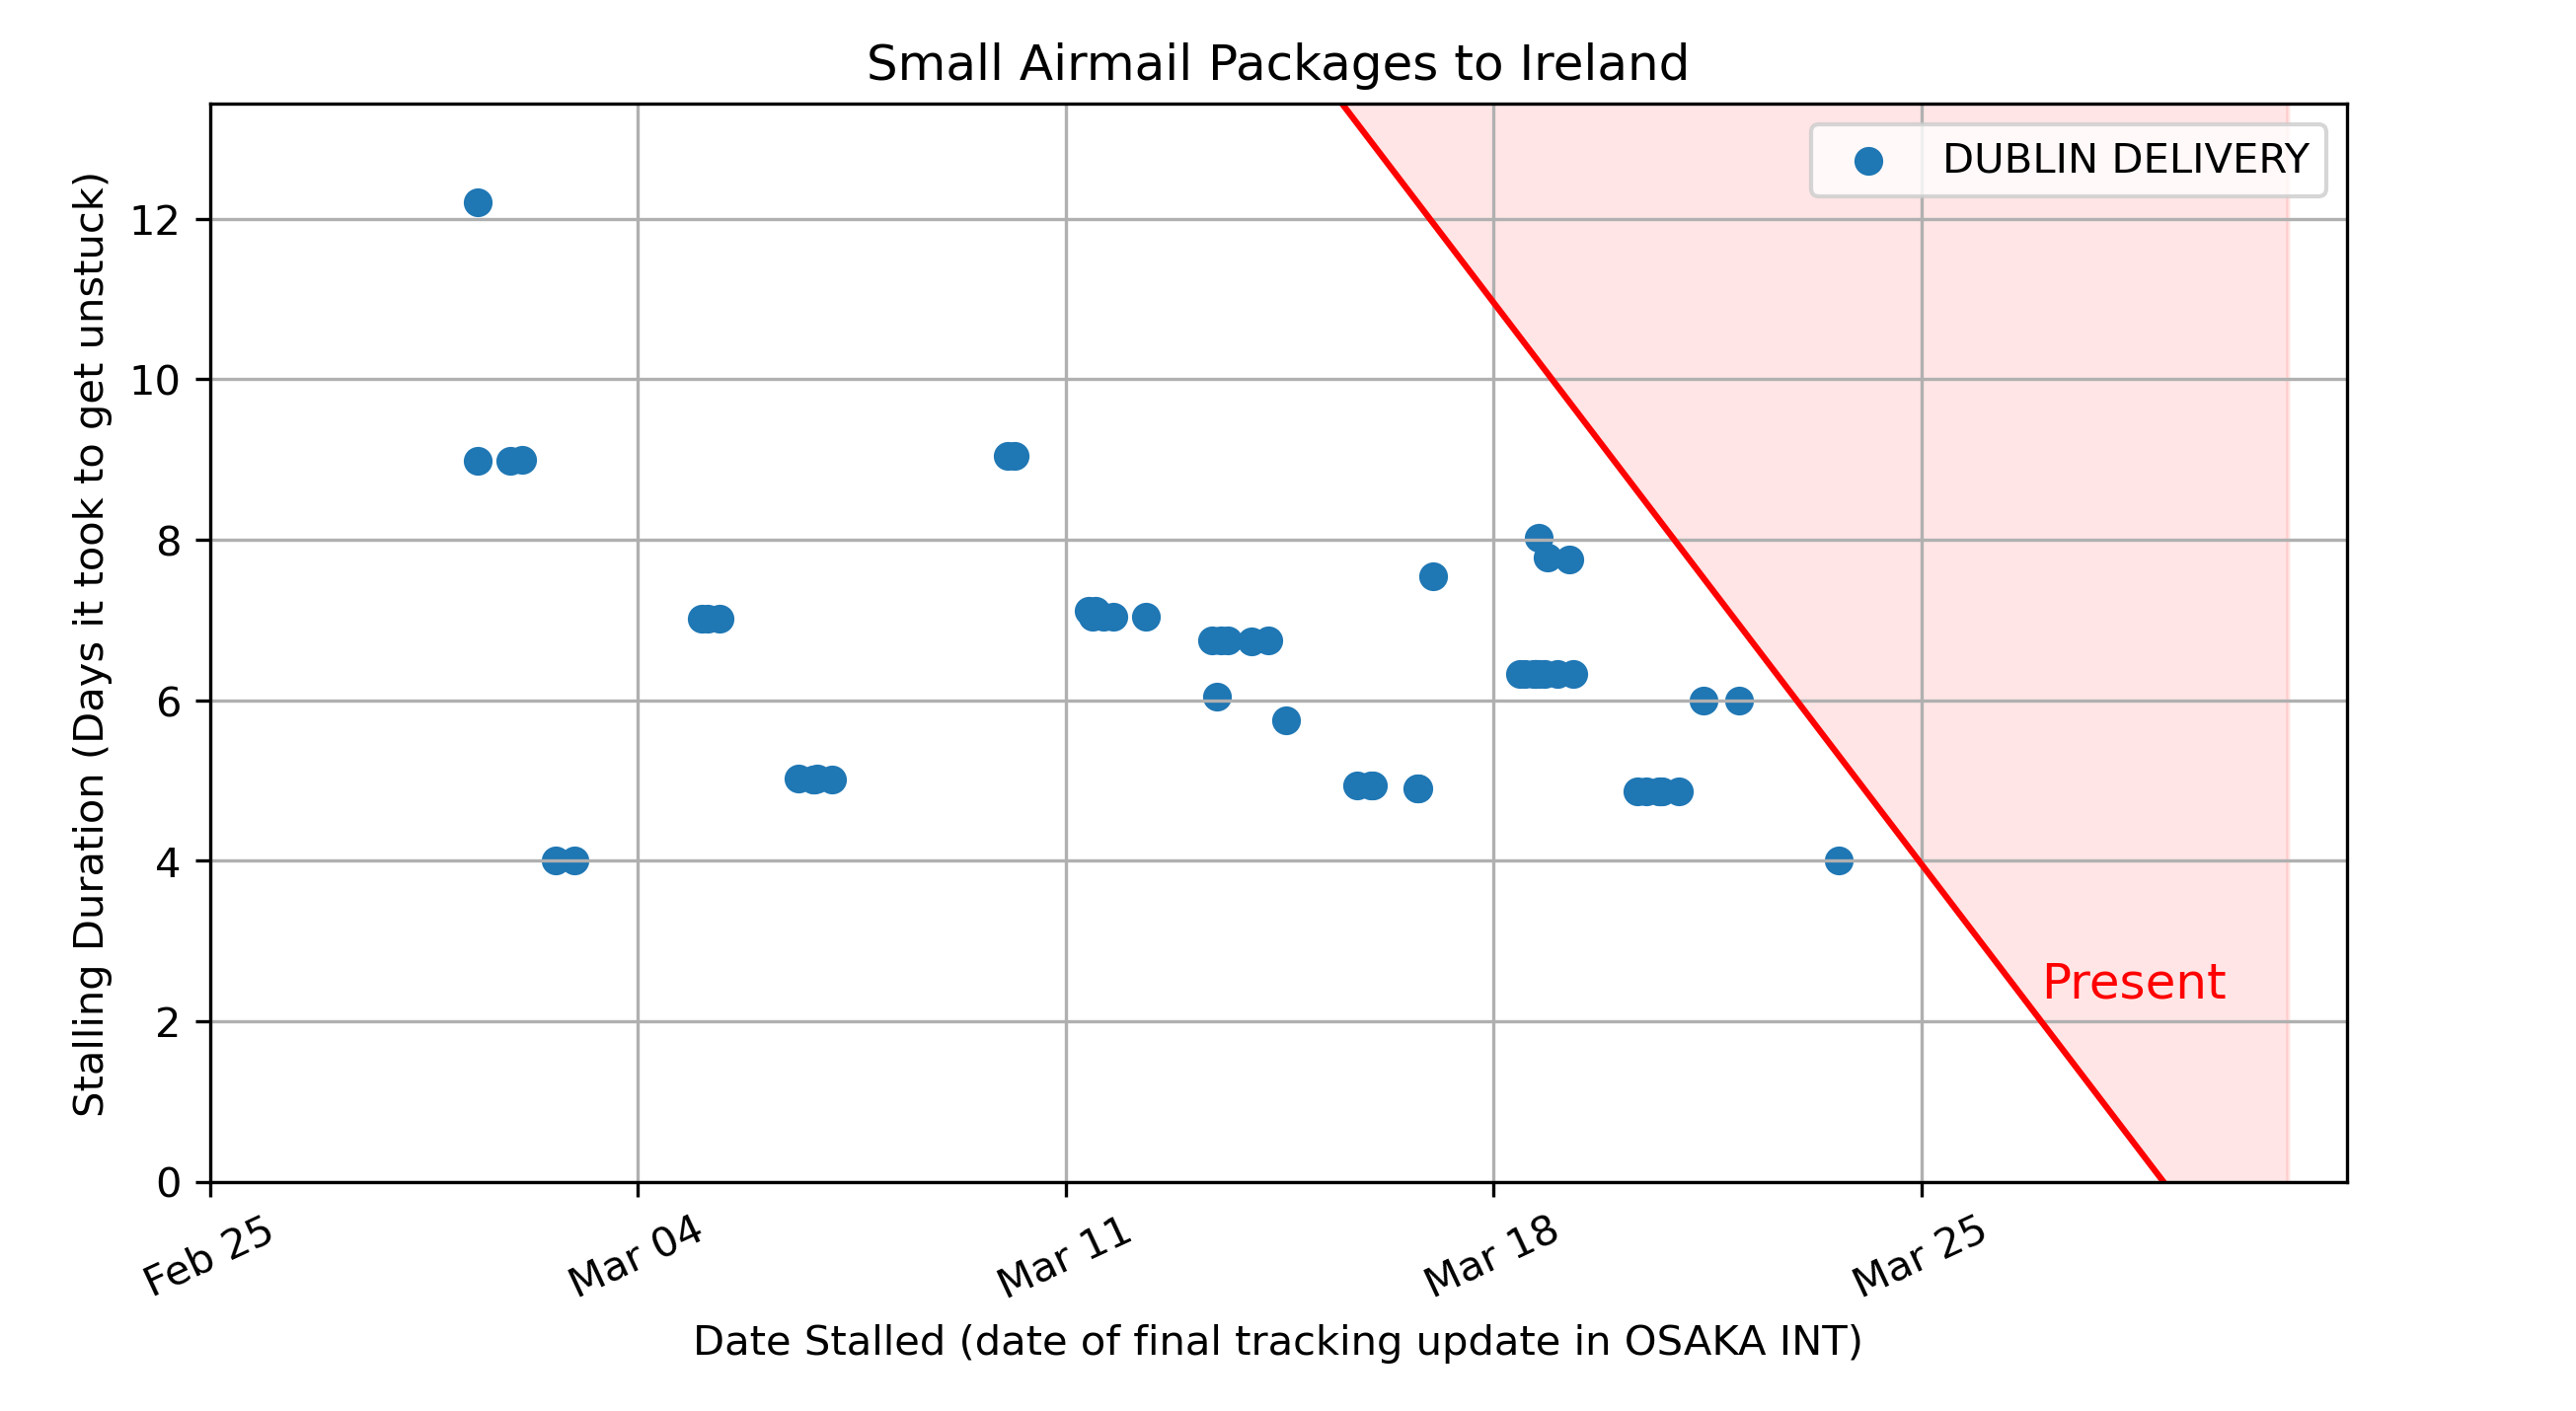 Small Airmail Packages to Ireland
DUBLIN DELIVERY
Stalling Duration (Days it took to get unstuck)
12
10
8
6
4
2
0
Present
Feb 25
Mar 04
Mar 11
Mar 18
Mar 25
Date Stalled (date of final tracking update in OSAKA INT)